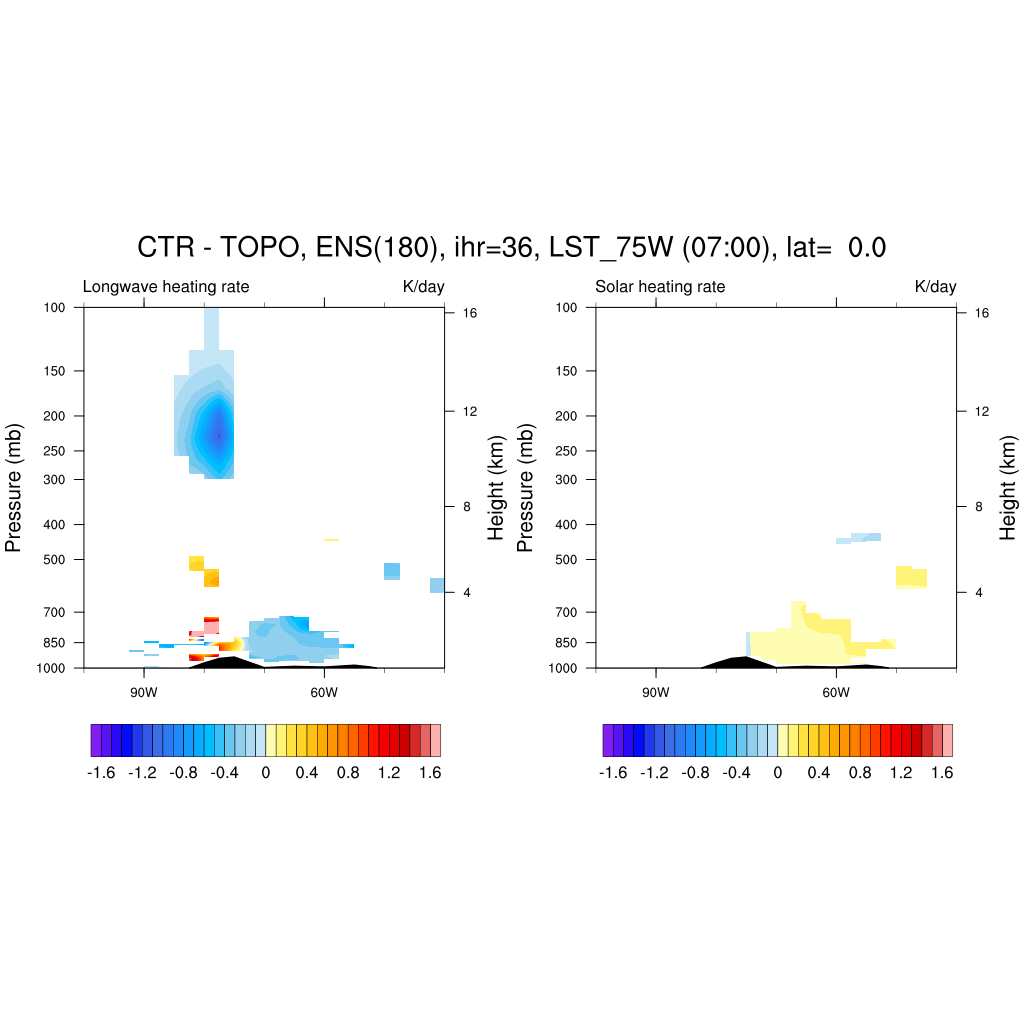 CTR - TOPO, ENS(180), ihr=36, LST_75W (07:00), lat=  0.0
Longwave heating rate K/day
Solar heating rate K/day
100
150
200
250
300
400
500
700
850
1000
Pressure (mb)
16
12
8
4
Height (km)
90W 60W
100
150
200
250
300
400
500
700
850
1000
Pressure (mb)
16
12
8
4
Height (km)
90W 60W
-1.6 -1.2 -0.8 -0.4 0 0.4 0.8 1.2 1.6
-1.6 -1.2 -0.8 -0.4 0 0.4 0.8 1.2 1.6